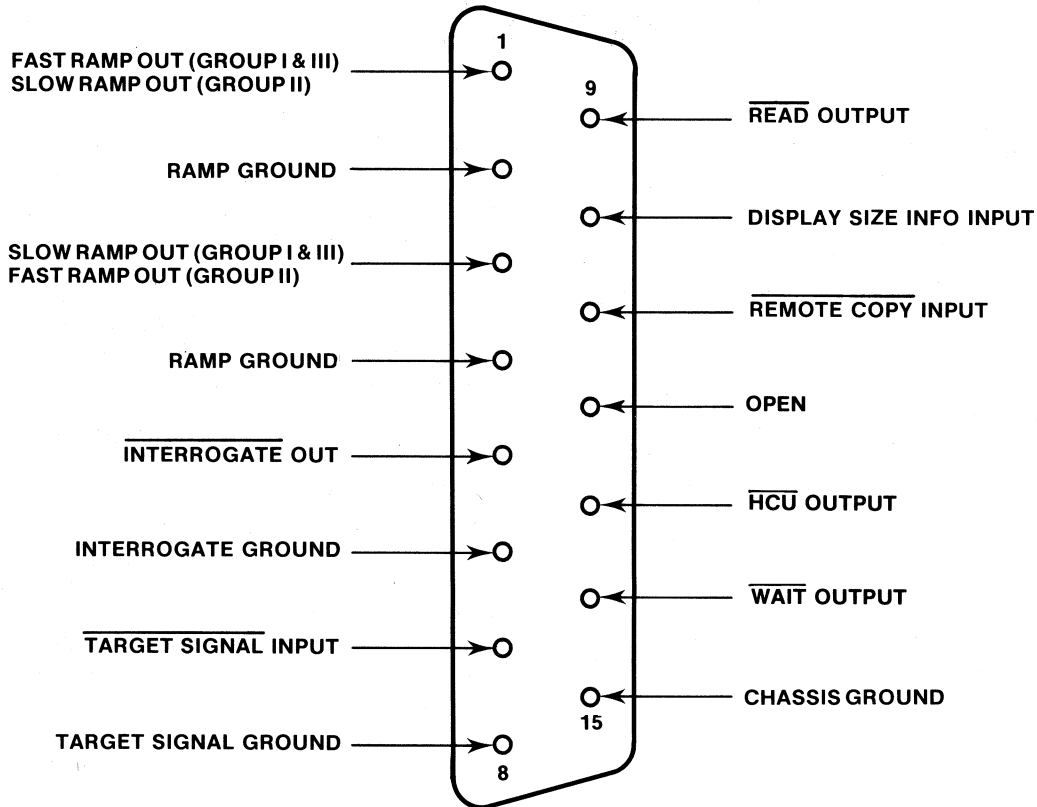 1
FAST RAMP OUT (GROUP I & III)
SLOW RAMP OUT (GROUP II)
RAMP GROUND
SLOW RAMP OUT (GROUP I & III)
FAST RAMP OUT (GROUP II)
RAMP GROUND
INTERROGATE OUT
INTERROGATE GROUND
TARGET SIGNAL INPUT
TARGET SIGNAL GROUND
8
9
READ OUTPUT
DISPLAY SIZE INFO INPUT
REMOTE COPY INPUT
OPEN
HCU OUTPUT
WAIT OUTPUT
CHASSIS GROUND
15